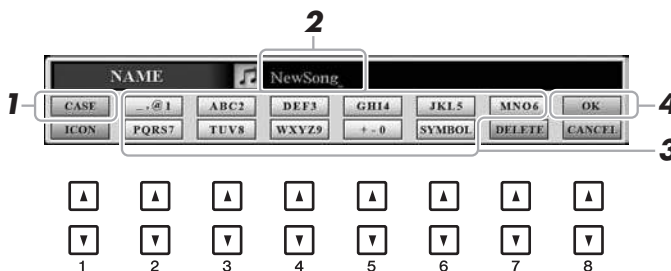 2
NAME NewSong_
1 CASE _.@1 ABC2 DEF3 GHI4 JKL5 MNO6 OK 4
ICON PQRS7 TUV8 WXYZ9 + - 0 SYMBOL DELETE CANCEL
3
1 2 3 4 5 6 7 8